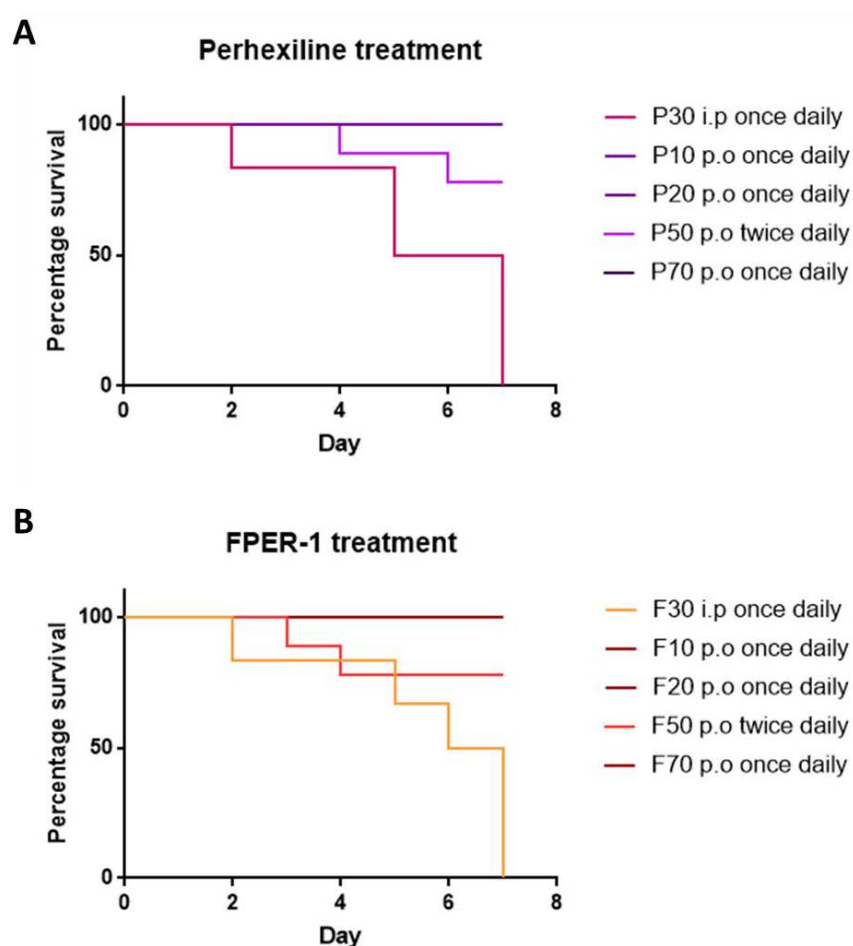 A
Perhexiline treatment
100
50
0
Percentage survival
0 2 4 6 8
Day
P30 i.p once daily
P10 p.o once daily
P20 p.o once daily
P50 p.o twice daily
P70 p.o once daily
B
FPER-1 treatment
100
50
0
Percentage survival
0 2 4 6 8
Day
F30 i.p once daily
F10 p.o once daily
F20 p.o once daily
F50 p.o twice daily
F70 p.o once daily